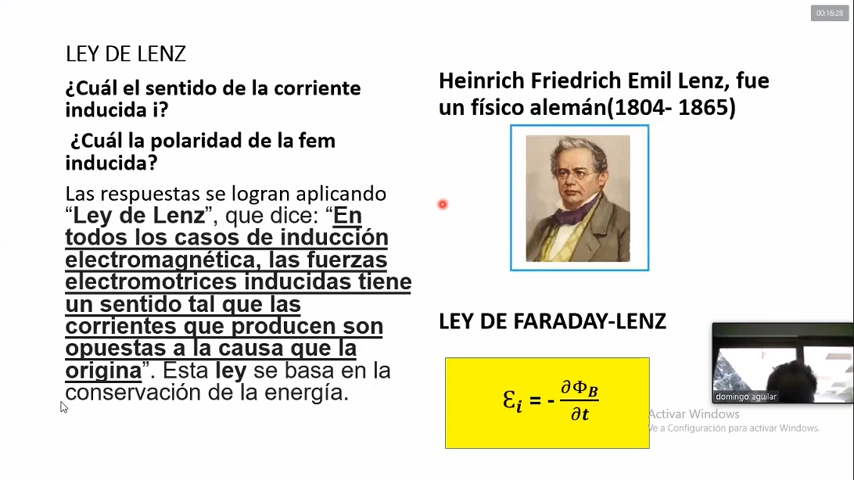 00:16:28
LEY DE LENZ
¿Cuál el sentido de la corriente
inducida i?
¿Cuál la polaridad de la fem
inducida?
Las respuestas se logran aplicando
“Ley de Lenz”, que dice: “En
todos los casos de inducción
electromagnética, las fuerzas
electromotrices inducidas tiene
un sentido tal que las
corrientes que producen son
opuestas a la causa que la
origina”. Esta ley se basa en la
conservación de la energía.
Heinrich Friedrich Emil Lenz, fue
un físico alemán(1804- 1865)
LEY DE FARADAY-LENZ
Ɛᵢ = - ∂Φ_B / ∂t
domingo aguilar
Activar Windows
Ve a Configuración para activar Windows.